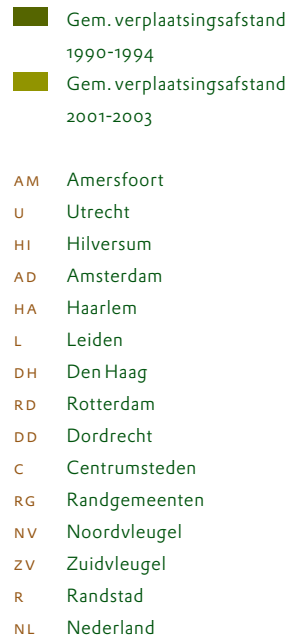 Gem. verplaatsingsafstand
1990-1994
Gem. verplaatsingsafstand
2001-2003
AM Amersfoort
U Utrecht
HI Hilversum
AD Amsterdam
HA Haarlem
L Leiden
DH Den Haag
RD Rotterdam
DD Dordrecht
C Centrumsteden
RG Randgemeenten
NV Noordvleugel
ZV Zuidvleugel
R Randstad
NL Nederland